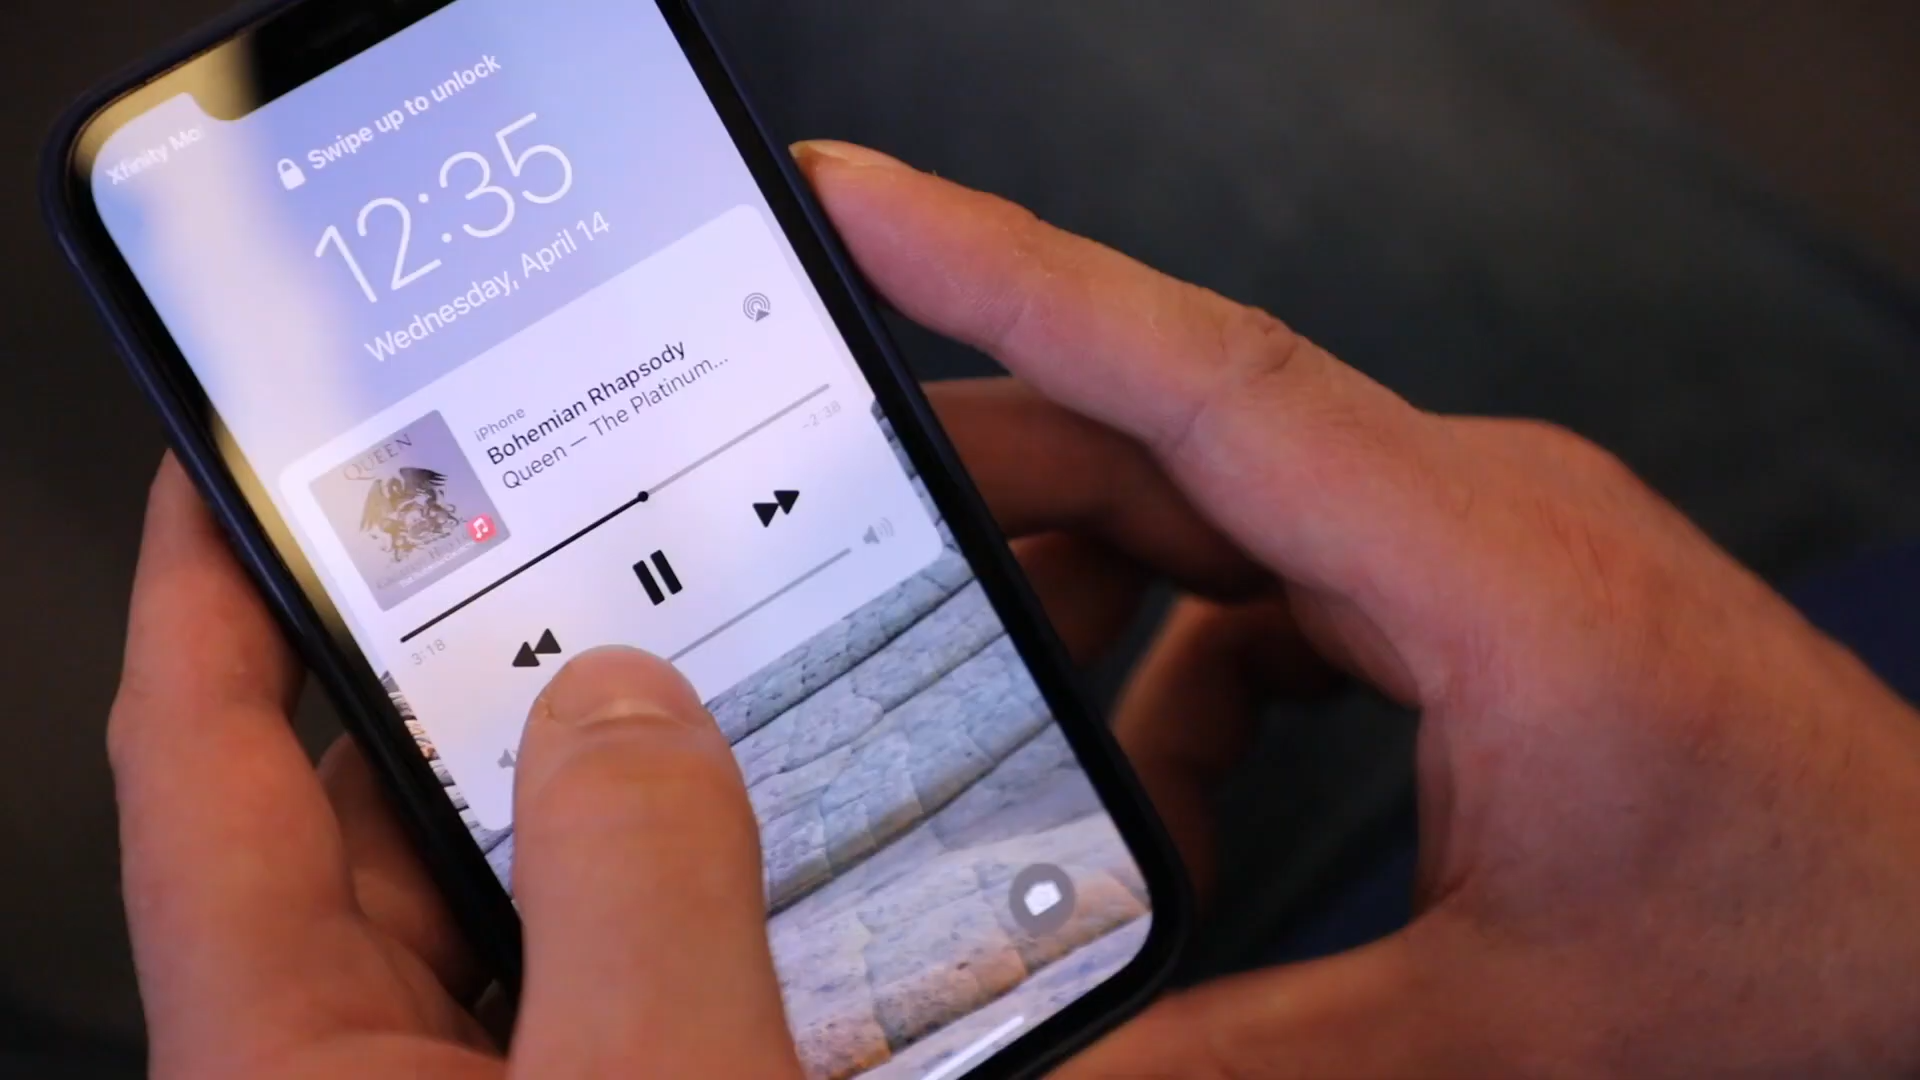 Xfinity Mo
Swipe up to unlock
12:35
Wednesday, April 14
iPhone
Bohemian Rhapsody
Queen — The Platinum...
QUEEN
3:18
-2:38